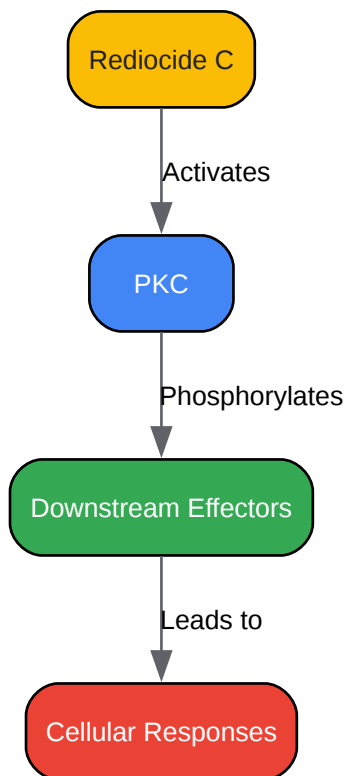 Rediocide C
Activates
PKC
Phosphorylates
Downstream Effectors
Leads to
Cellular Responses